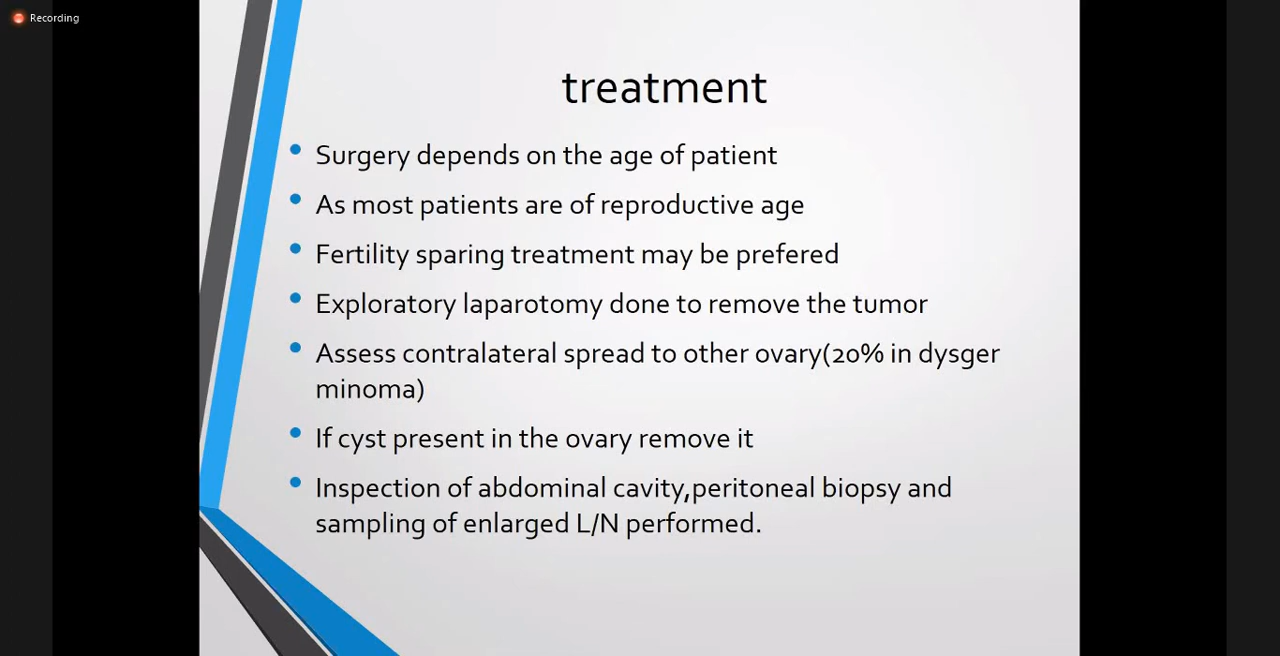 Recording
treatment
Surgery depends on the age of patient
As most patients are of reproductive age
Fertility sparing treatment may be prefered
Exploratory laparotomy done to remove the tumor
Assess contralateral spread to other ovary(20% in dysger
minoma)
If cyst present in the ovary remove it
Inspection of abdominal cavity,peritoneal biopsy and
sampling of enlarged L/N performed.